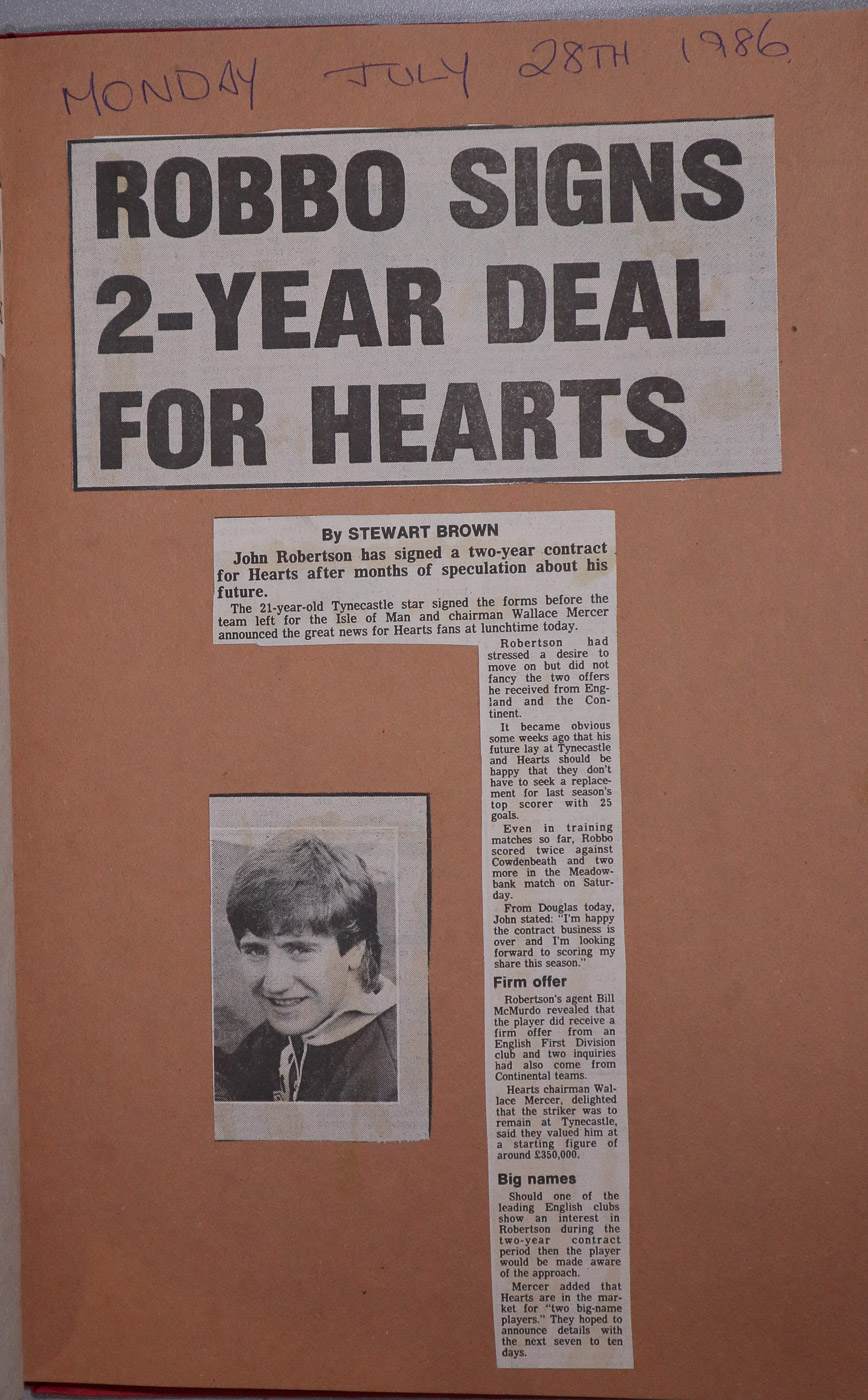 MONDAY JULY 28TH 1986.
ROBBO SIGNS
2-YEAR DEAL
FOR HEARTS
By STEWART BROWN
John Robertson has signed a two-year contract
for Hearts after months of speculation about his
future.
The 21-year-old Tynecastle star signed the forms before the
team left for the Isle of Man and chairman Wallace Mercer
announced the great news for Hearts fans at lunchtime today.
Robertson had
stressed a desire to
move on but did not
fancy the two offers
he received from Eng-
land and the Con-
tinent.
It became obvious
some weeks ago that his
future lay at Tynecastle
and Hearts should be
happy that they don't
have to seek a replace-
ment for last season's
top scorer with 25
goals.
Even in training
matches so far, Robbo
scored twice against
Cowdenbeath and two
more in the Meadow-
bank match on Satur-
day.
From Douglas today,
John stated: "I'm happy
the contract business is
over and I'm looking
forward to scoring my
share this season."
Firm offer
Robertson's agent Bill
McMurdo revealed that
the player did receive a
firm offer from an
English First Division
club and two inquiries
had also come from
Continental teams.
Hearts chairman Wal-
lace Mercer, delighted
that the striker was to
remain at Tynecastle,
said they valued him at
a starting figure of
around £350,000.
Big names
Should one of the
leading English clubs
show an interest in
Robertson during the
two-year contract
period then the player
would be made aware
of the approach.
Mercer added that
Hearts are in the mar-
ket for "two big-name
players." They hoped to
announce details with
the next seven to ten
days.